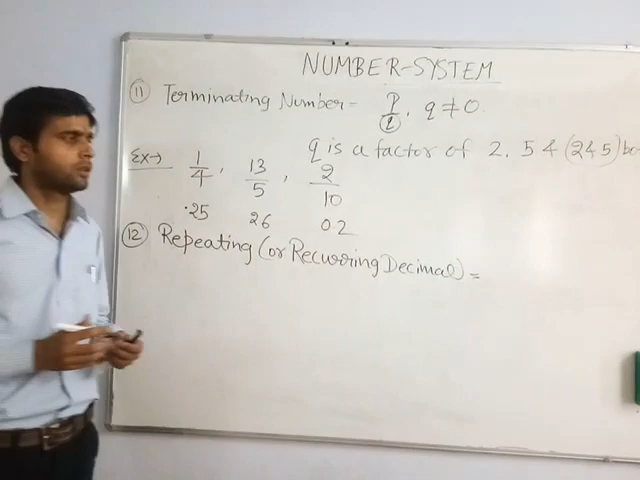 NUMBER-SYSTEM
11 Terminating Number = p/q, q ≠ 0.
q is a factor of 2, 5 & (2 & 5) bo
Ex→ 1/4, 13/5, 2/10
.25 26 0.2
12 Repeating (or Recurring Decimal) =